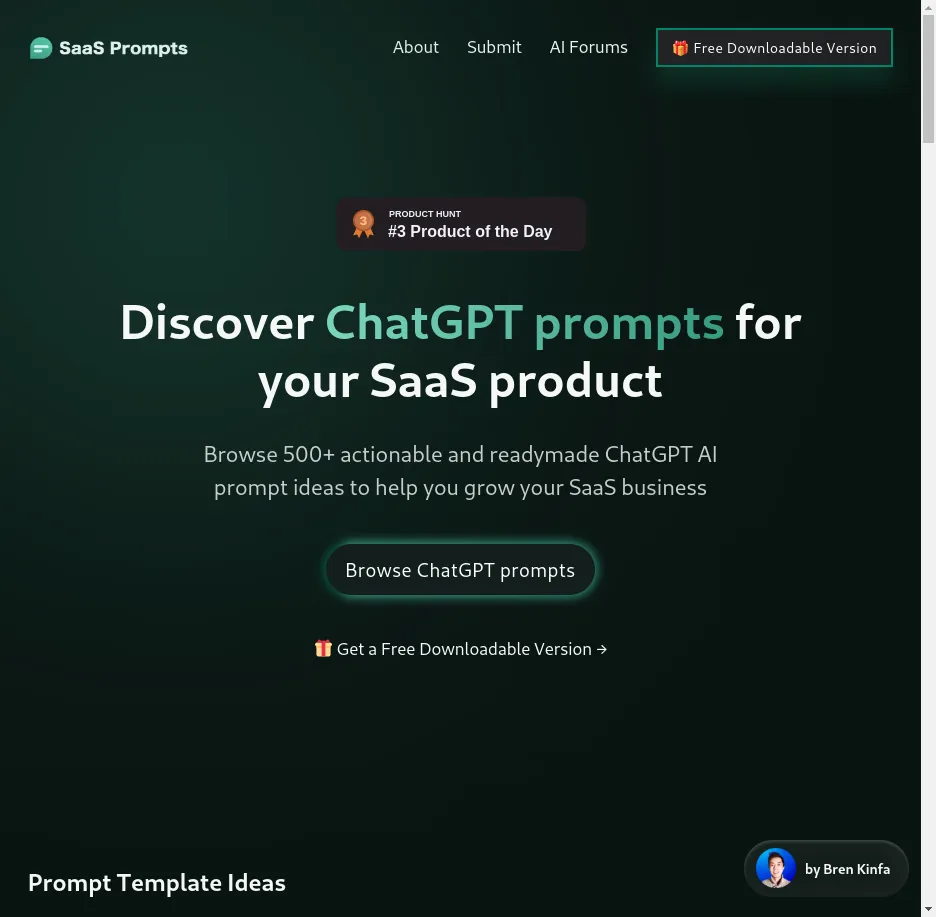 SaaS Prompts
About
Submit
AI Forums
Free Downloadable Version
3
PRODUCT HUNT
#3 Product of the Day
Discover ChatGPT prompts for
your SaaS product
Browse 500+ actionable and readymade ChatGPT AI
prompt ideas to help you grow your SaaS business
Browse ChatGPT prompts
Get a Free Downloadable Version →
Prompt Template Ideas
by Bren Kinfa